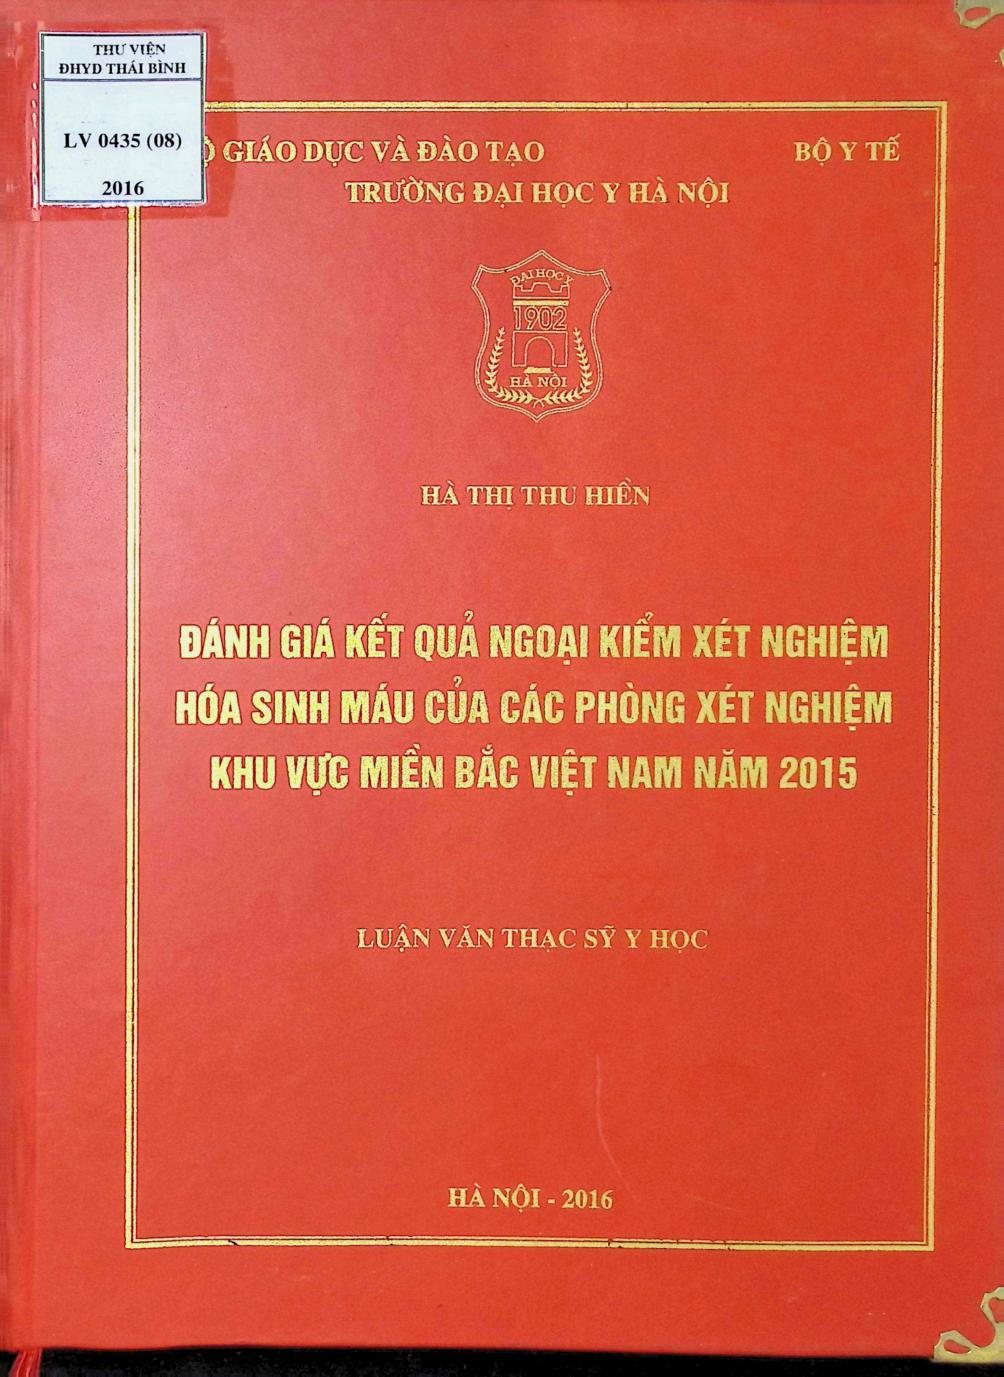 THƯ VIỆN
ĐHYD THÁI BÌNH
LV 0435 (08)
2016
GIÁO DỤC VÀ ĐÀO TẠO BỘ Y TẾ
TRƯỜNG ĐẠI HỌC Y HÀ NỘI
ĐẠI HỌC Y
1902
HÀ NỘI
HÀ THỊ THU HIỀN
ĐÁNH GIÁ KẾT QUẢ NGOẠI KIỂM XÉT NGHIỆM
HÓA SINH MÁU CỦA CÁC PHÒNG XÉT NGHIỆM
KHU VỰC MIỀN BẮC VIỆT NAM NĂM 2015
LUẬN VĂN THẠC SỸ Y HỌC
HÀ NỘI - 2016